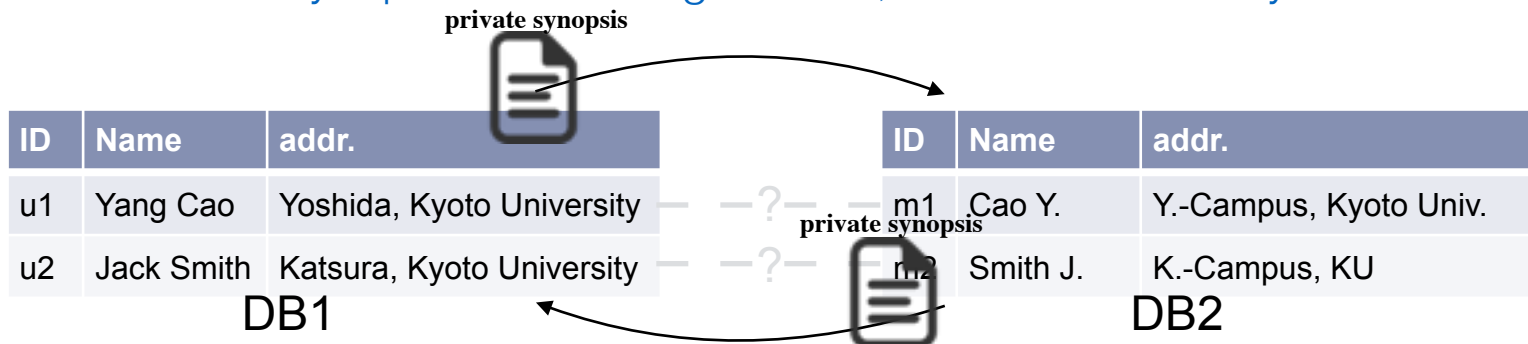 private synopsis
ID Name addr.
u1 Yang Cao Yoshida, Kyoto University
u2 Jack Smith Katsura, Kyoto University
DB1
?
?
private synopsis
ID Name addr.
m1 Cao Y. Y.-Campus, Kyoto Univ.
m2 Smith J. K.-Campus, KU
DB2